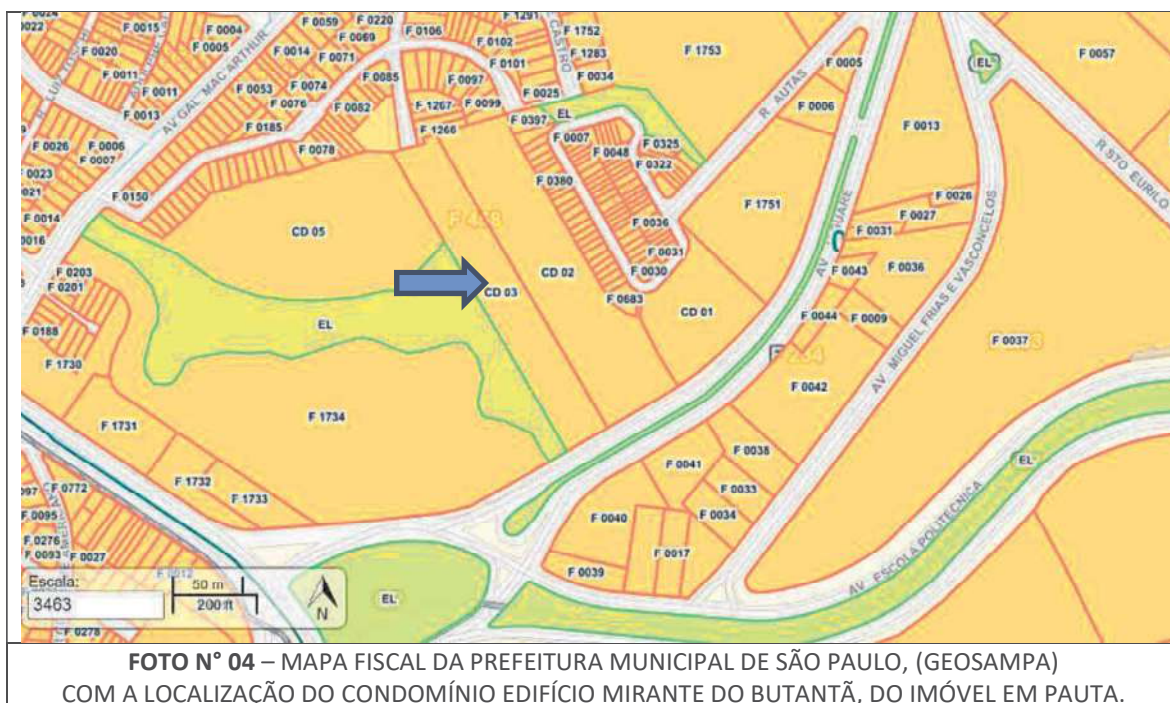 F 0024
F 0015
F 0059
F 0220
F 1291
F 1752
F 0022
F 0004
F 0069
F 0106
F 0102
F 1283
F 1753
F 0057
F 0020
F 0005
F 0014
F 0071
F 0101
F 0034
F 0005
EL
F 0011
AV GAL MAC ARTHUR
F 0053
F 0074
F 0085
F 0097
F 0025
R AUTAS
F 0006
F 0011
F 0076
F 0082
F 1267
F 0099
EL
F 0013
F 0013
F 0185
F 1266
F 0397
F 0007
F 0325
R STO EURILO
F 0026
F 0006
F 0078
F 0048
F 0322
F 0007
F 0023
F 0380
F 0026
F 0150
F 1751
F 0027
F 0014
F 0036
F 0031
0016
CD 05
F 0031
F 0036
F 0203
CD 02
F 0030
F 0043
F 0201
CD 03
F 0683
F 0188
EL
CD 01
F 0044
F 0009
AV MIGUEL FRIAS E VASCONCELOS
F 0037
F 1730
F 0042
F 1734
F 1731
F 0038
F 0041
EL
F 0772
F 1732
F 0033
F 0095
F 1733
F 0034
F 0276
F 0040
AV ESCOLA POLITECNICA
F 0093
F 0027
F 0017
F 0012
F 0039
Escala:
3463
50 m
200 ft
N
EL
F 0278
FOTO N° 04 – MAPA FISCAL DA PREFEITURA MUNICIPAL DE SÃO PAULO, (GEOSAMPA)
COM A LOCALIZAÇÃO DO CONDOMÍNIO EDIFÍCIO MIRANTE DO BUTANTÃ, DO IMÓVEL EM PAUTA.